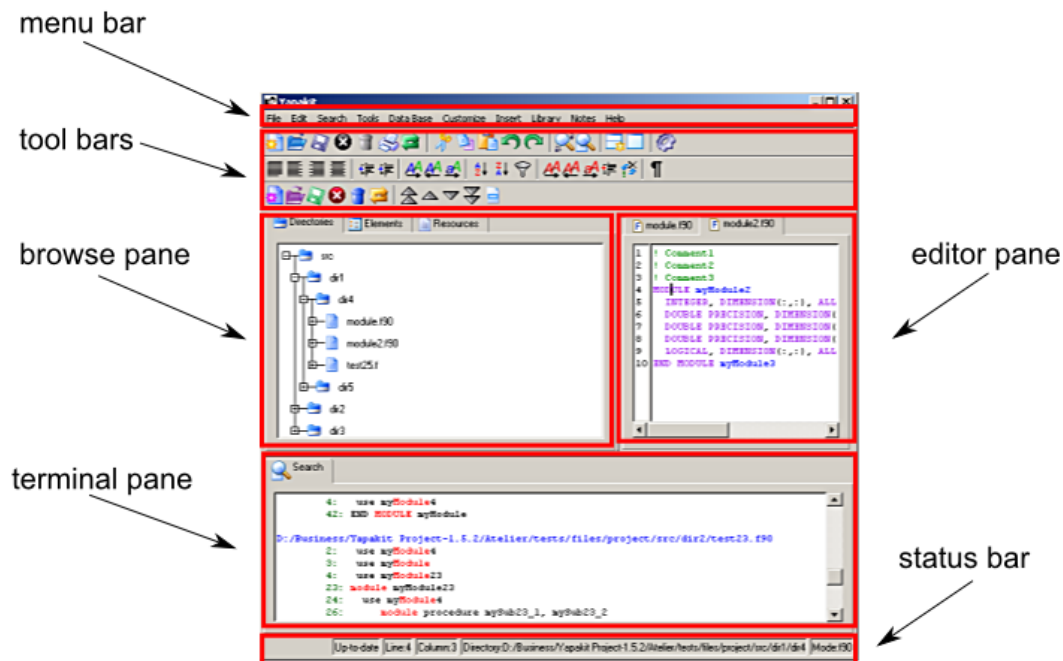 menu bar
Yapakit
File Edit Search Tools Data Base Customize Insert Library Notes Help
tool bars
browse pane
Directories Elements Resources
src
dir1
dir4
module.f90
module2.f90
test25.f
dir5
dir2
dir3
editor pane
module.f90 module2.f90
1 ! Comment1
2 ! Comment2
3 ! Comment3
4 MODULE myModule2
5 INTEGER, DIMENSION(:,:), ALL
6 DOUBLE PRECISION, DIMENSION(
7 DOUBLE PRECISION, DIMENSION(
8 DOUBLE PRECISION, DIMENSION(
9 LOGICAL, DIMENSION(:,:), ALL
10 END MODULE myModule3
terminal pane
Search
4: use myModule4
42: END MODULE myModule
D:/Business/Yapakit Project-1.5.2/Atelier/tests/files/project/src/dir2/test23.f90
2: use myModule4
3: use myModule
4: use myModule23
23: module myModule23
24: use myModule4
26: module procedure mySub23_1, mySub23_2
status bar
Up-to-date Line:4 Column:3 Directory:D:/Business/Yapakit Project-1.5.2/Atelier/tests/files/project/src/dir1/dir4 Mode:f90